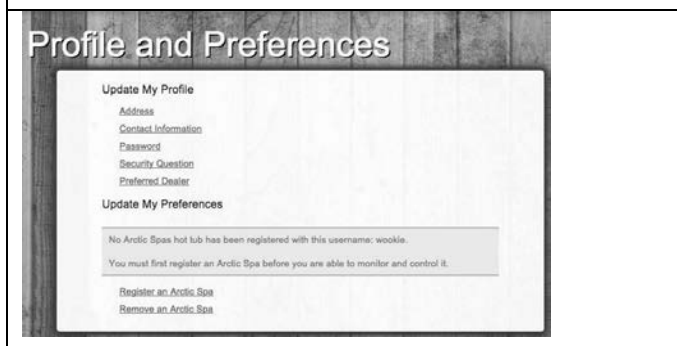 Profile and Preferences
Update My Profile
Address
Contact Information
Password
Security Question
Preferred Dealer
Update My Preferences
No Arctic Spas hot tub has been registered with this username: wookie.
You must first register an Arctic Spa before you are able to monitor and control it.
Register an Arctic Spa
Remove an Arctic Spa